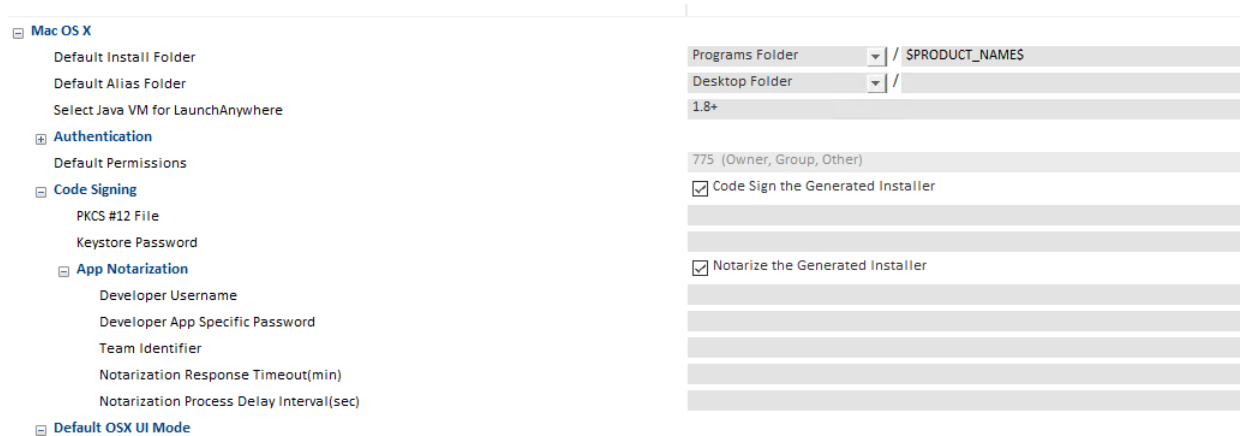 Mac OS X
Default Install Folder Programs Folder / $PRODUCT_NAME$
Default Alias Folder Desktop Folder /
Select Java VM for LaunchAnywhere 1.8+
Authentication
Default Permissions 775 (Owner, Group, Other)
Code Signing Code Sign the Generated Installer
PKCS #12 File
Keystore Password
App Notarization Notarize the Generated Installer
Developer Username
Developer App Specific Password
Team Identifier
Notarization Response Timeout(min)
Notarization Process Delay Interval(sec)
Default OSX UI Mode